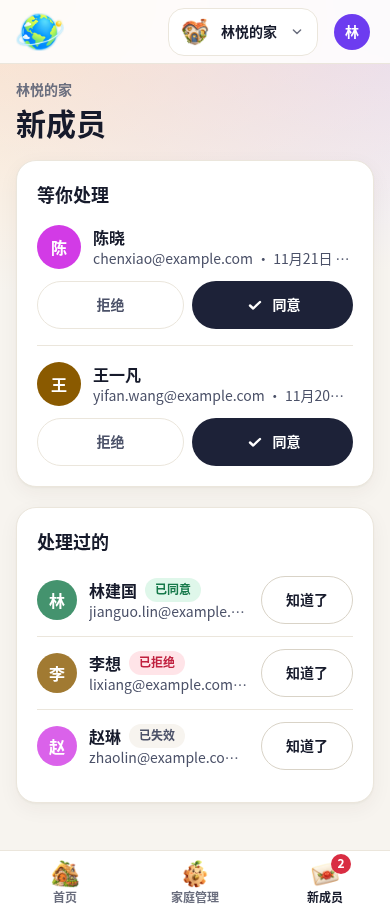 林悦的家
林
林悦的家
新成员
等你处理
陈
陈晓
chenxiao@example.com · 11月21日 …
拒绝
同意
王
王一凡
yifan.wang@example.com · 11月20…
拒绝
同意
处理过的
林
林建国 已同意
jianguo.lin@example.…
知道了
李
李想 已拒绝
lixiang@example.com…
知道了
赵
赵琳 已失效
zhaolin@example.co…
知道了
2
首页 家庭管理 新成员